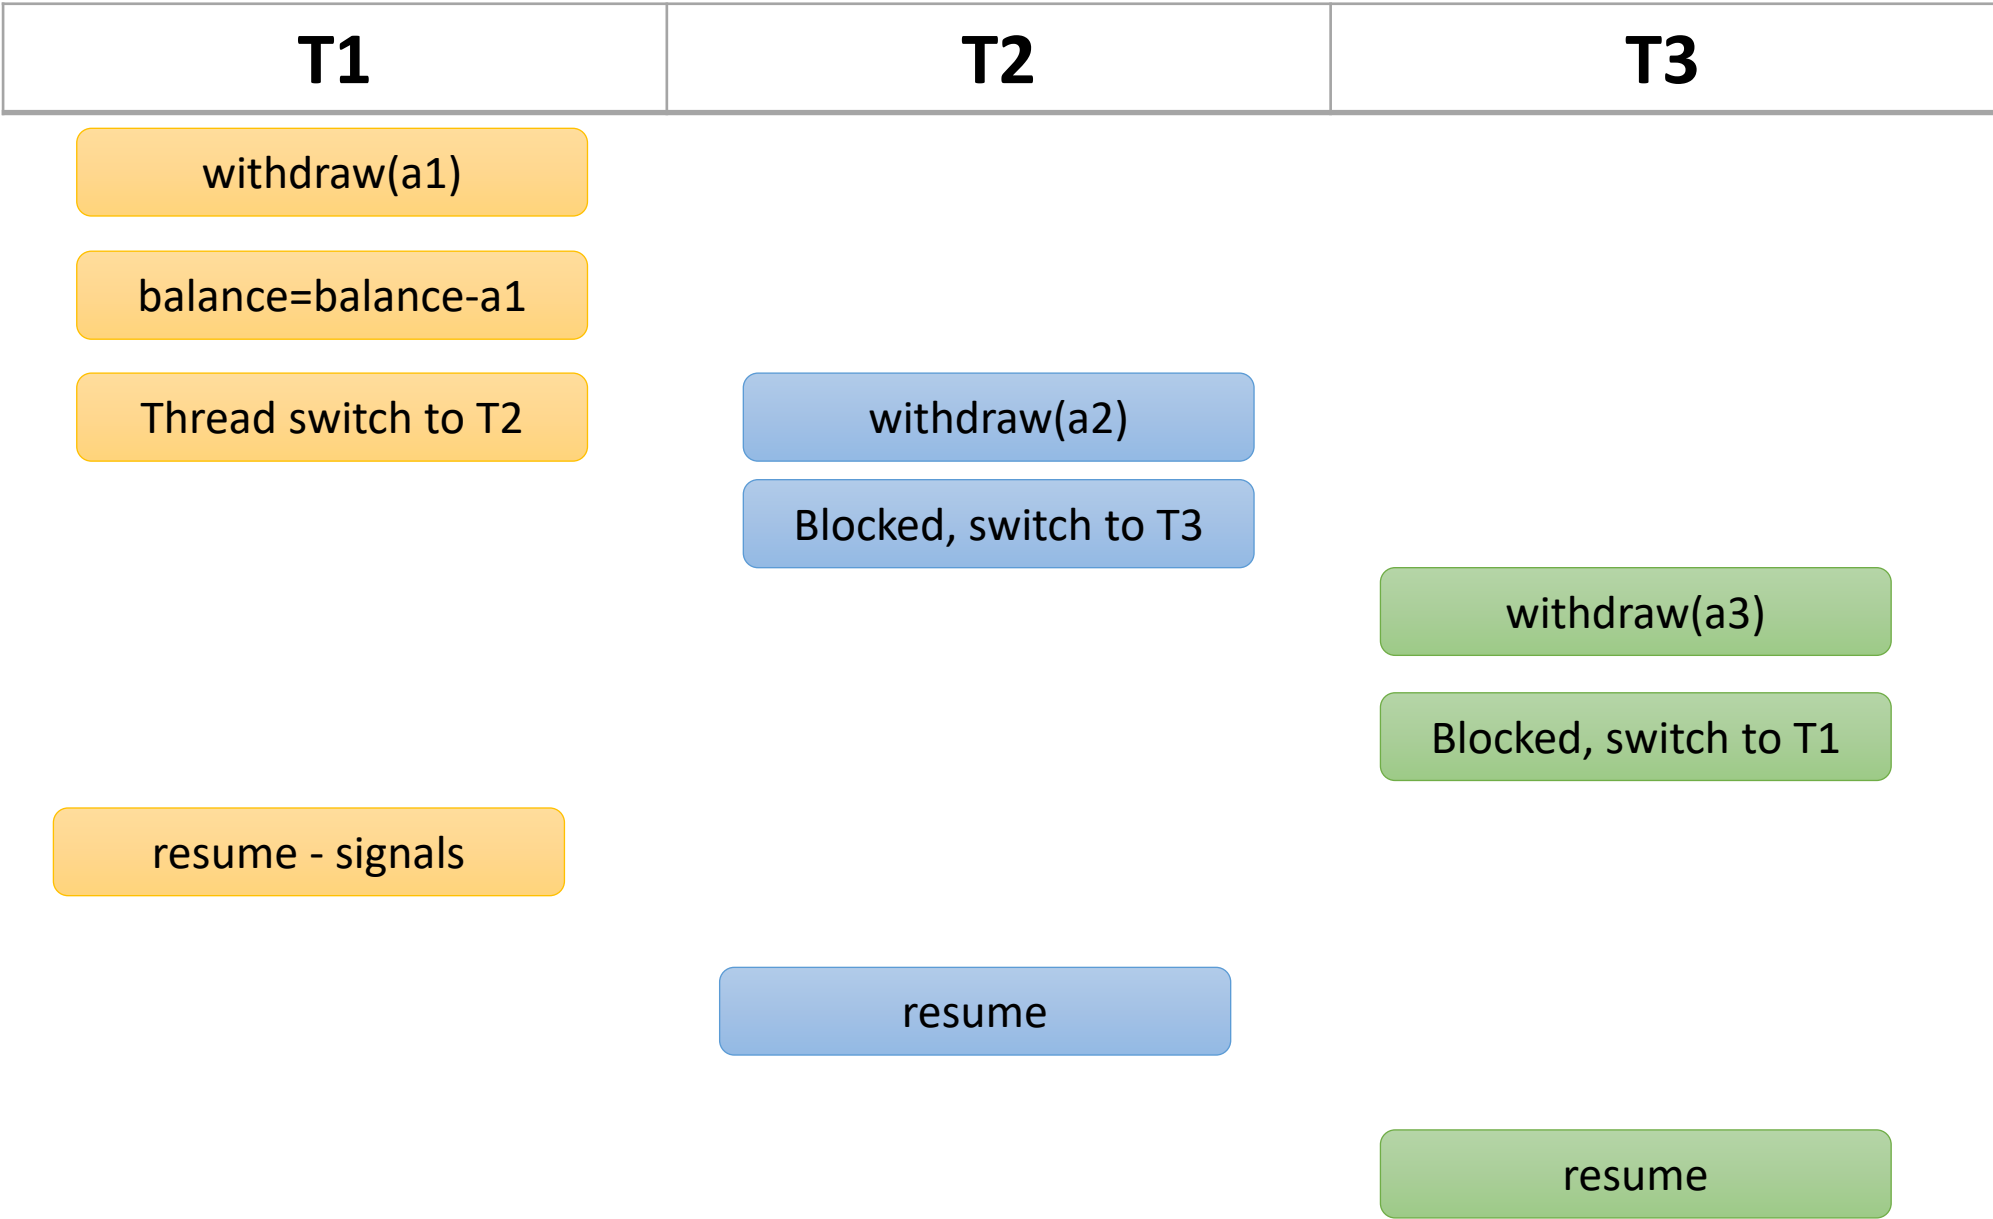 T1
T2
T3
withdraw(a1)
balance=balance-a1
Thread switch to T2
withdraw(a2)
Blocked, switch to T3
withdraw(a3)
Blocked, switch to T1
resume - signals
resume
resume